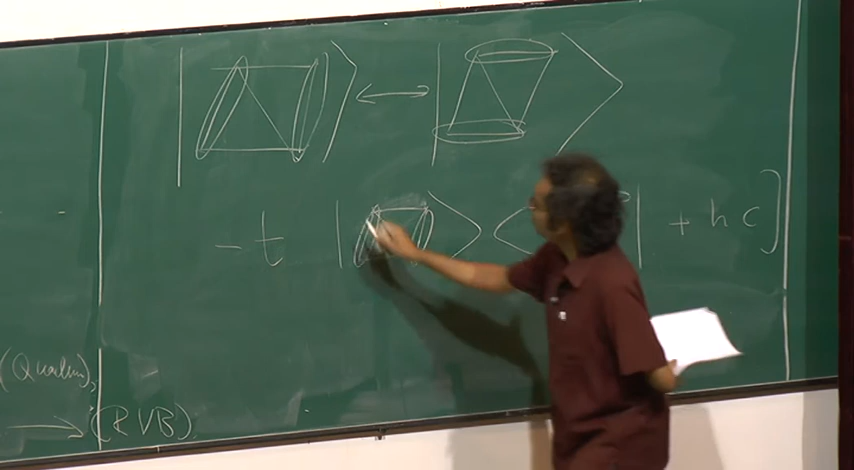 - t | > < | + h c ]
(Quantum),
→ (RVB)